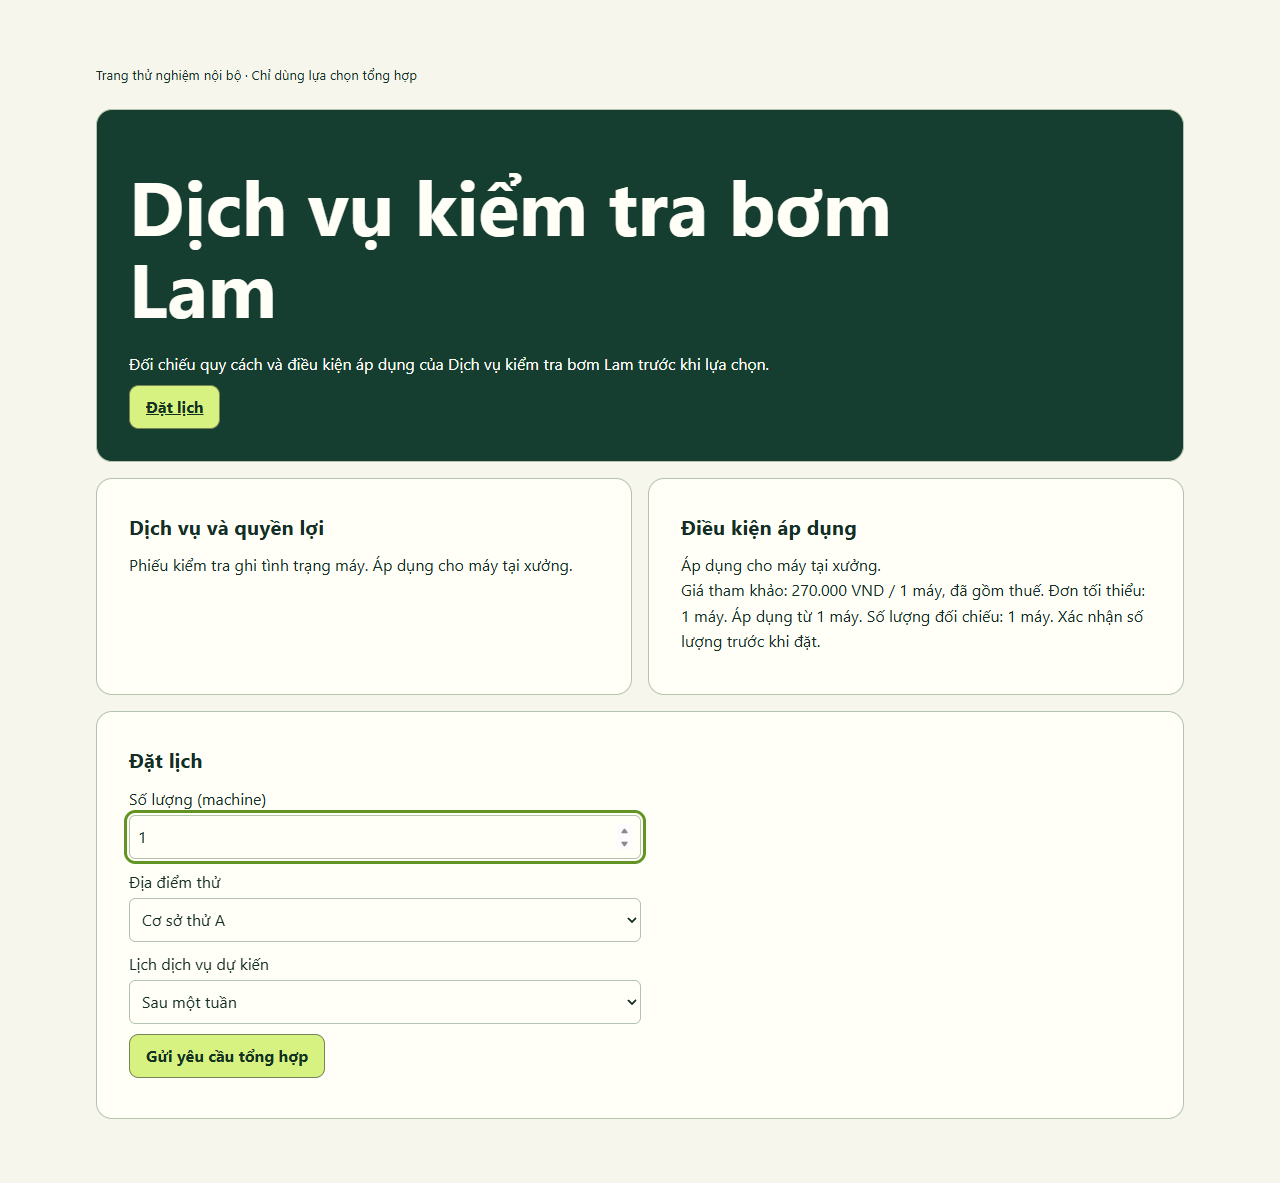 Trang thử nghiệm nội bộ · Chỉ dùng lựa chọn tổng hợp
Dịch vụ kiểm tra bơm
Lam
Đối chiếu quy cách và điều kiện áp dụng của Dịch vụ kiểm tra bơm Lam trước khi lựa chọn.
Đặt lịch
Dịch vụ và quyền lợi
Phiếu kiểm tra ghi tình trạng máy. Áp dụng cho máy tại xưởng.
Điều kiện áp dụng
Áp dụng cho máy tại xưởng.
Giá tham khảo: 270.000 VND / 1 máy, đã gồm thuế. Đơn tối thiểu:
1 máy. Áp dụng từ 1 máy. Số lượng đối chiếu: 1 máy. Xác nhận số
lượng trước khi đặt.
Đặt lịch
Số lượng (machine)
1
Địa điểm thử
Cơ sở thử A
Lịch dịch vụ dự kiến
Sau một tuần
Gửi yêu cầu tổng hợp